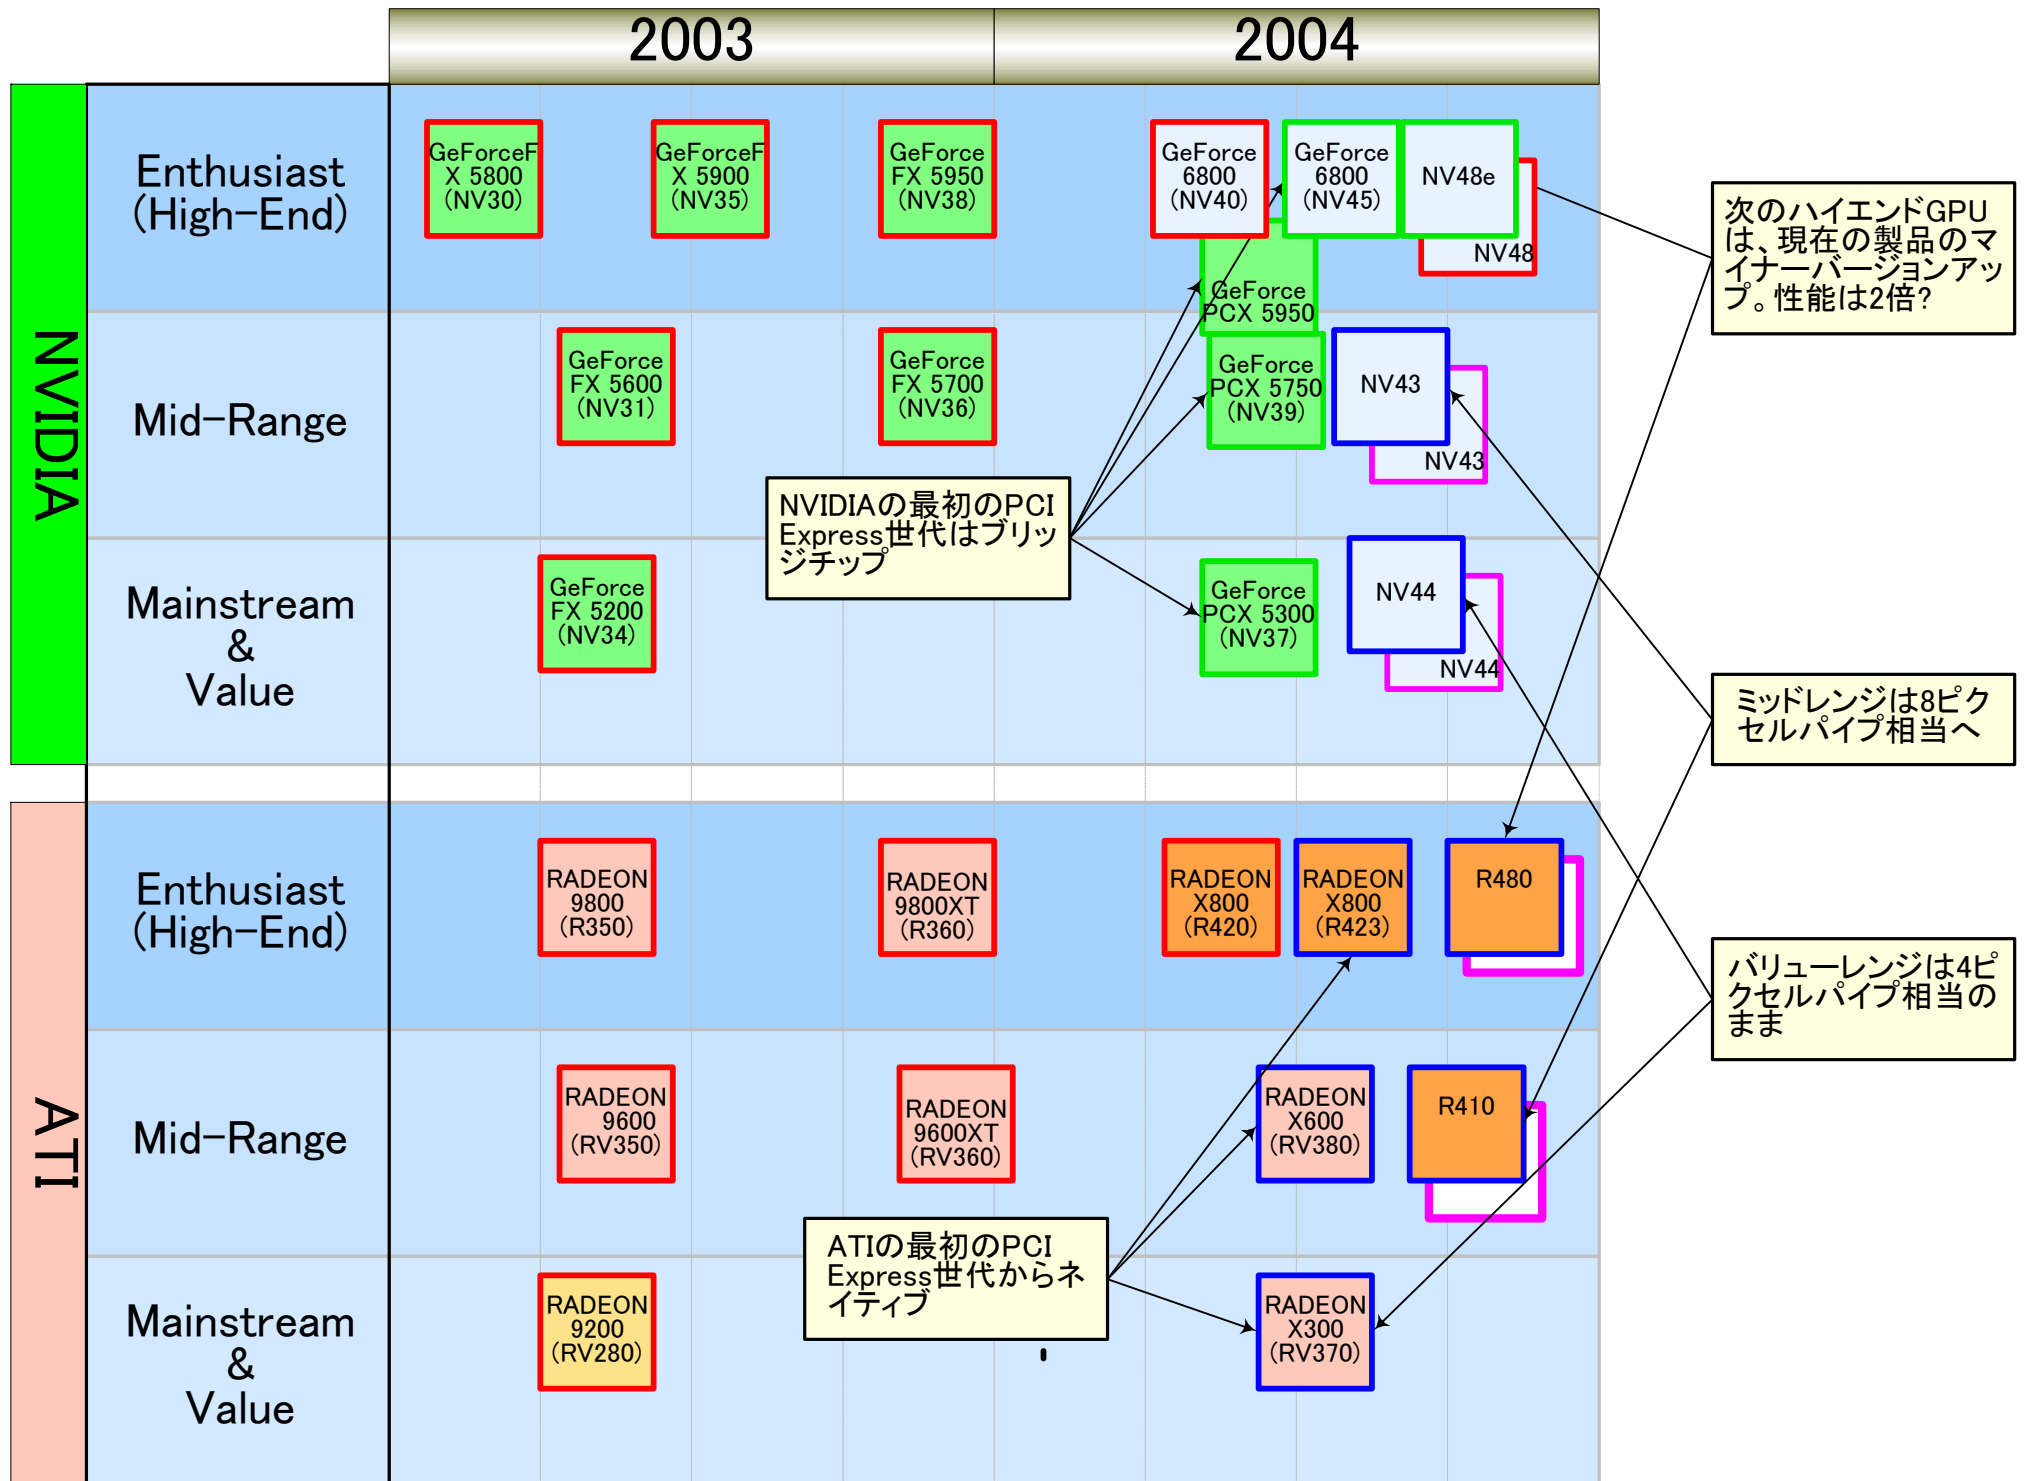 2003
2004
NVIDIA
Enthusiast
(High-End)
GeForceF
X 5800
(NV30)
GeForceF
X 5900
(NV35)
GeForce
FX 5950
(NV38)
GeForce
6800
(NV40)
GeForce
6800
(NV45)
NV48e
NV48
GeForce
PCX 5950
次のハイエンドGPU
は、現在の製品のマ
イナーバージョンアッ
プ。性能は2倍?
Mid-Range
GeForce
FX 5600
(NV31)
GeForce
FX 5700
(NV36)
GeForce
PCX 5750
(NV39)
NV43
NV43
NVIDIAの最初のPCI
Express世代はブリッ
ジチップ
Mainstream
&
Value
GeForce
FX 5200
(NV34)
GeForce
PCX 5300
(NV37)
NV44
NV44
ミッドレンジは8ピク
セルパイプ相当へ
ATI
Enthusiast
(High-End)
RADEON
9800
(R350)
RADEON
9800XT
(R360)
RADEON
X800
(R420)
RADEON
X800
(R423)
R480
バリューレンジは4ピ
クセルパイプ相当の
まま
Mid-Range
RADEON
9600
(RV350)
RADEON
9600XT
(RV360)
RADEON
X600
(RV380)
R410
ATIの最初のPCI
Express世代からネ
イティブ
Mainstream
&
Value
RADEON
9200
(RV280)
RADEON
X300
(RV370)